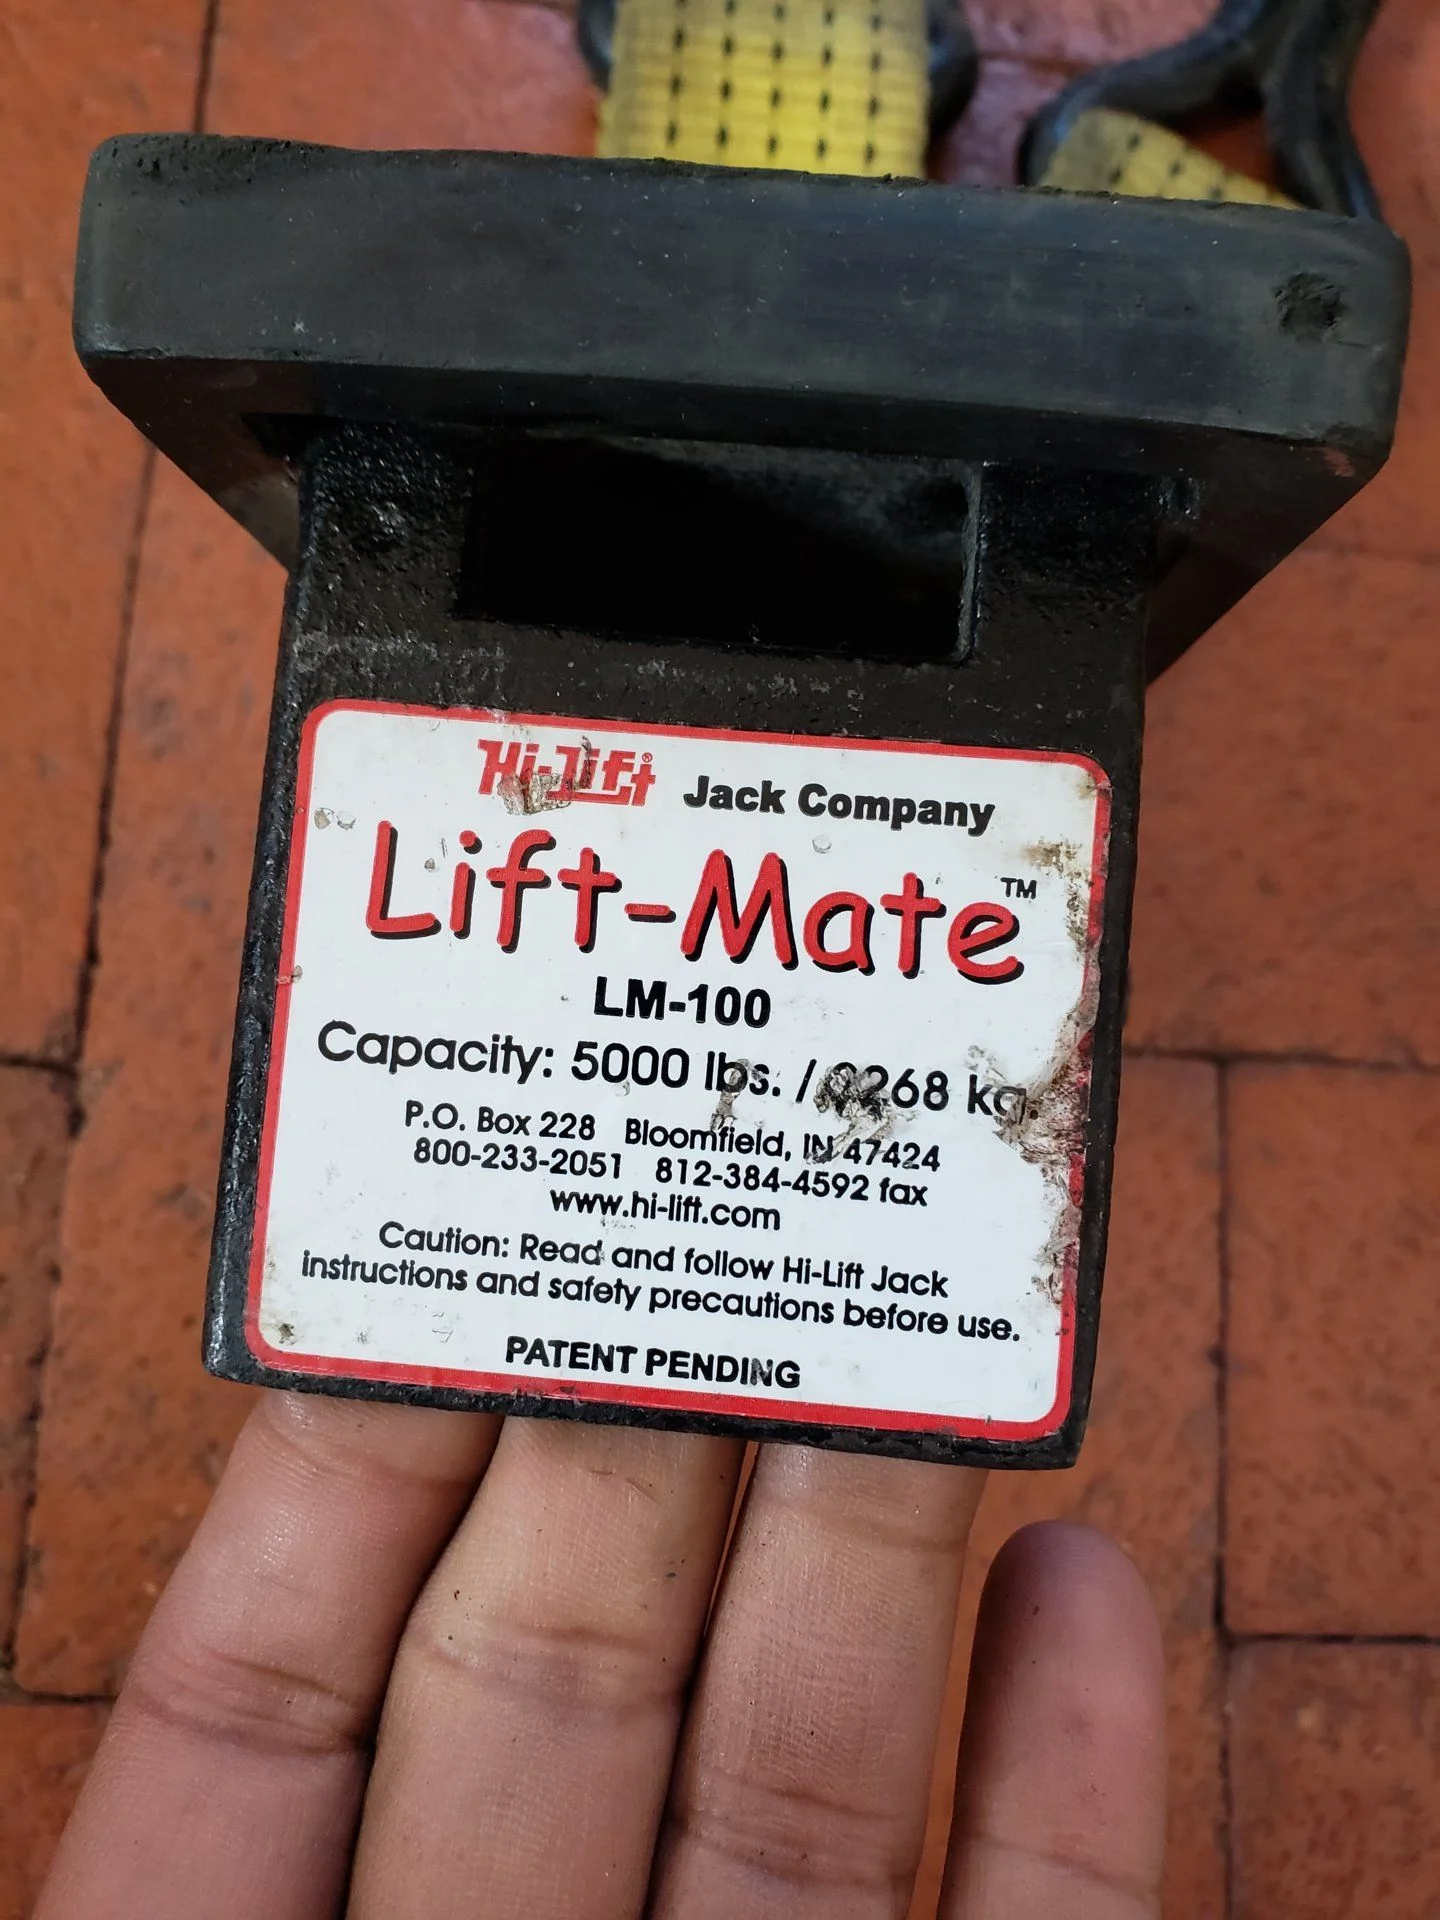 Hi-Lift® Jack Company
Lift-Mate™
LM-100
Capacity: 5000 lbs. / 2268 kg.
P.O. Box 228 Bloomfield, IN 47424
800-233-2051 812-384-4592 fax
www.hi-lift.com
Caution: Read and follow Hi-Lift Jack
instructions and safety precautions before use.
PATENT PENDING